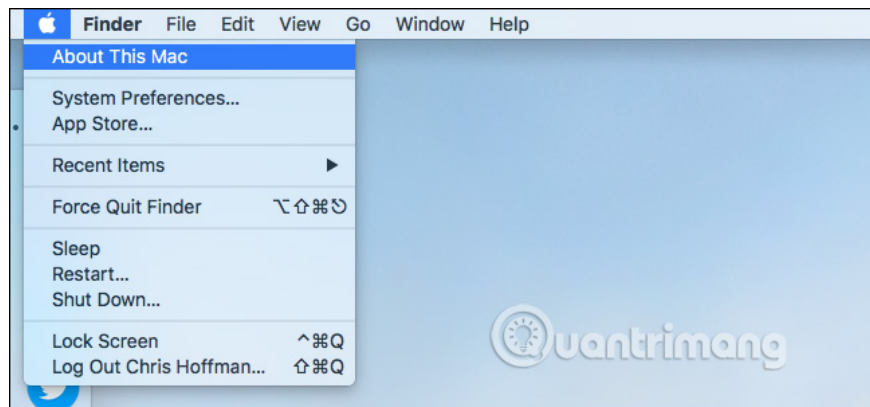 Finder File Edit View Go Window Help
About This Mac
System Preferences...
App Store...
Recent Items ▶
Force Quit Finder ⌥⇧⌘⎋
Sleep
Restart...
Shut Down...
Lock Screen ^⌘Q
Log Out Chris Hoffman... ⇧⌘Q
Quantrimang